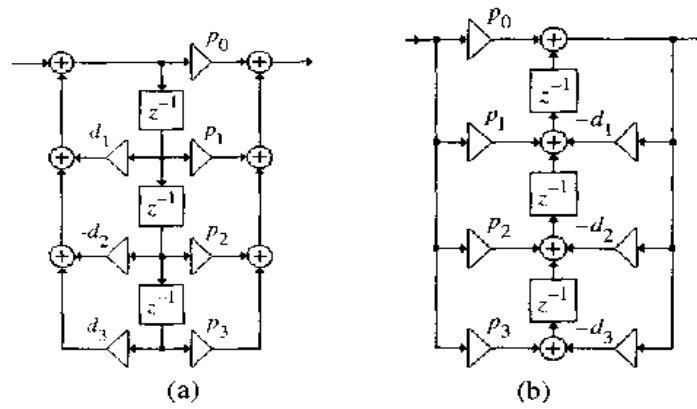 p₀
z⁻¹
d₁ p₁
z⁻¹
-d₂ p₂
z⁻¹
d₃ p₃
(a)
p₀
z⁻¹
p₁ –d₁
z⁻¹
p₂ –d₂
z⁻¹
p₃ –d₃
(b)